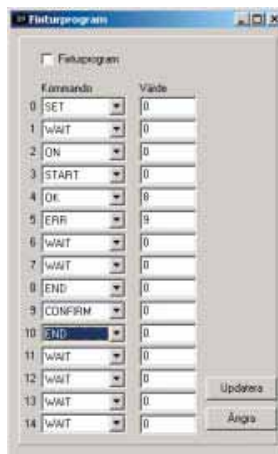 Fixturprogram
Fixturprogram
Kommando Värde
0 SET 0
1 WAIT 0
2 ON 0
3 START 0
4 OK 8
5 ERR 9
6 WAIT 0
7 WAIT 0
8 END 0
9 CONFIRM 0
10 END 0
11 WAIT 0
12 WAIT 0
13 WAIT 0
14 WAIT 0
Updatera
Ångra